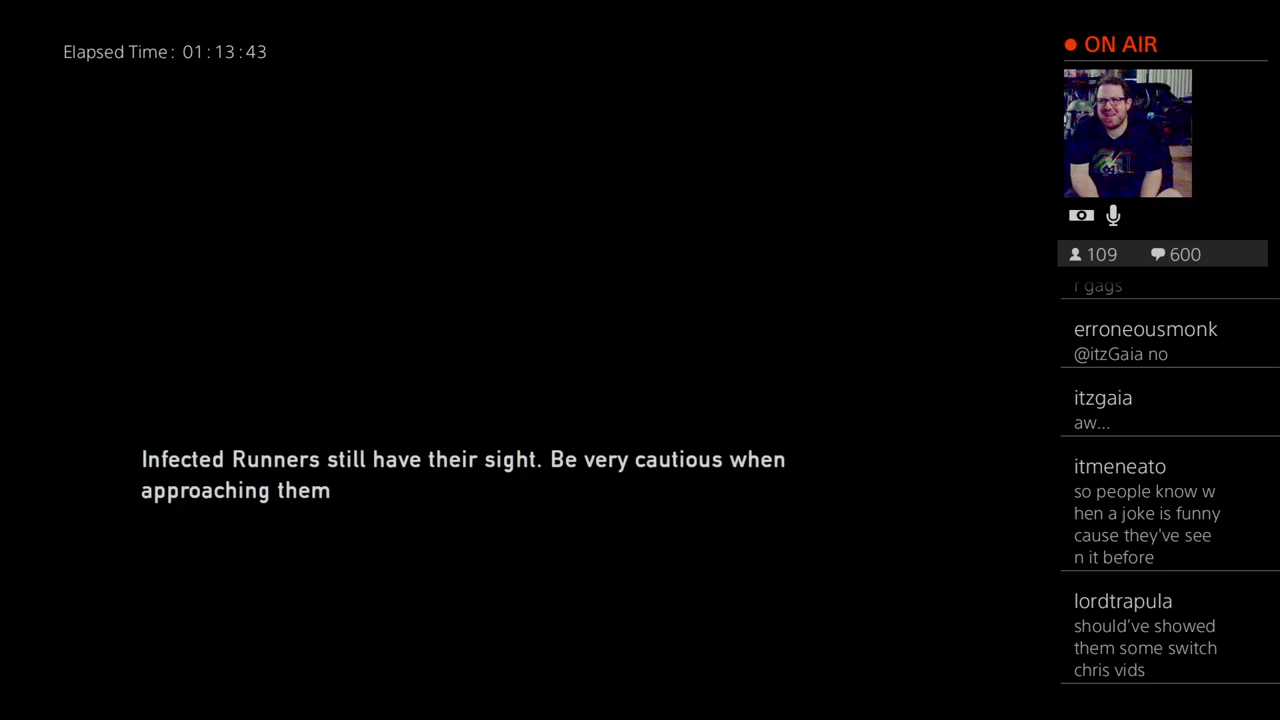 Elapsed Time: 01:13:43
ON AIR
109 600
r gags
erroneousmonk
@itzGaia no
itzgaia
aw...
itmeneato
so people know w
hen a joke is funny
cause they've see
n it before
lordtrapula
should've showed
them some switch
chris vids
Infected Runners still have their sight. Be very cautious when
approaching them